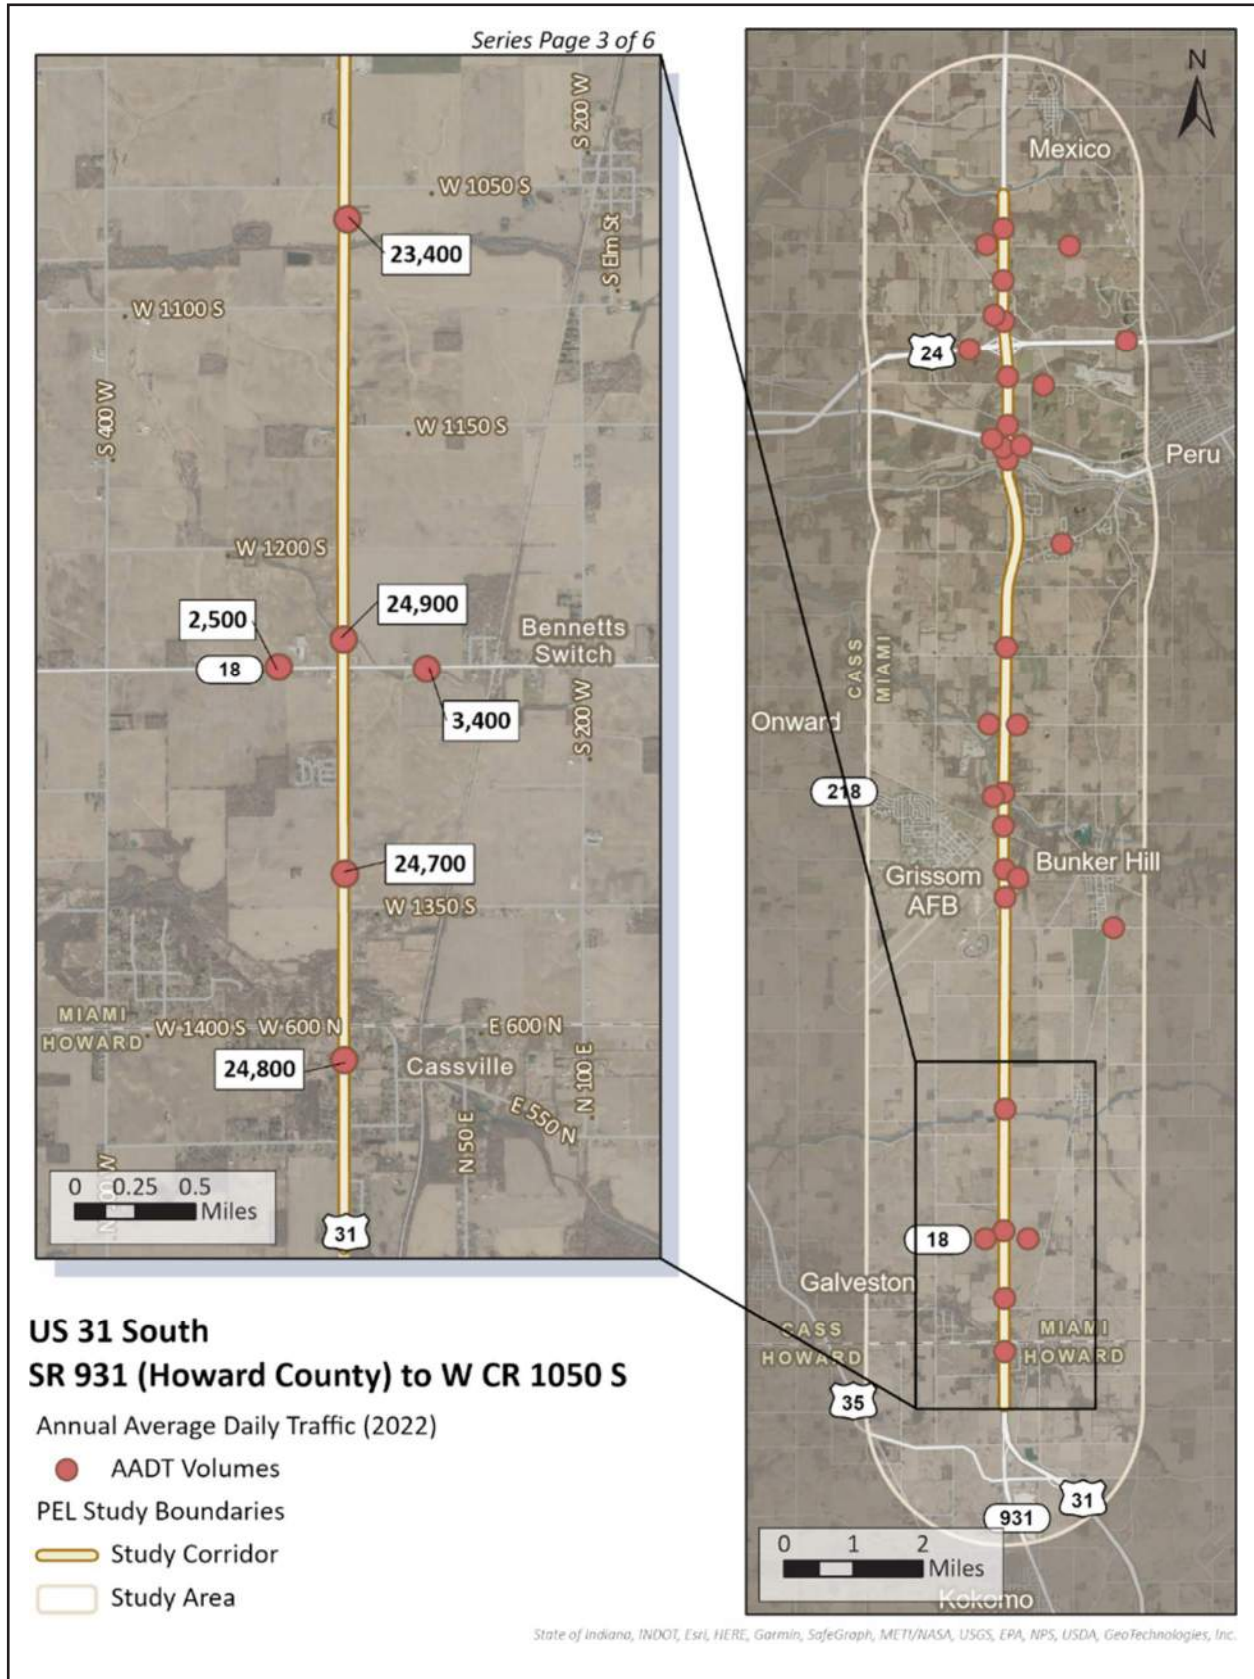 Series Page 3 of 6
S 200 W
W 1050 S
23,400
S Elm St
W 1100 S
S 400 W
W 1150 S
W 1200 S
24,900
2,500
Bennetts
Switch
18
3,400
S 200 W
24,700
W 1350 S
MIAMI
HOWARD
W 1400 S
W 600 N
E 600 N
24,800
Cassville
N 100 E
E 550 N
N 50 E
0 0.25 0.5
Miles
31
N
Mexico
24
Peru
CASS
MIAMI
Onward
218
Grissom
AFB
Bunker Hill
18
Galveston
CASS
HOWARD
MIAMI
HOWARD
35
31
931
0 1 2
Miles
Kokomo
US 31 South
SR 931 (Howard County) to W CR 1050 S
Annual Average Daily Traffic (2022)
AADT Volumes
PEL Study Boundaries
Study Corridor
Study Area
State of Indiana, INDOT, Esri, HERE, Garmin, SafeGraph, METI/NASA, USGS, EPA, NPS, USDA, GeoTechnologies, Inc.